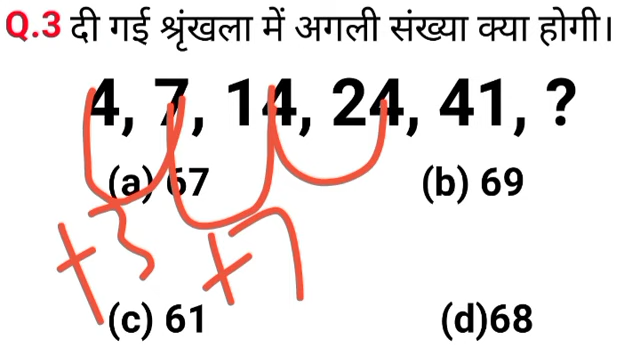 Q.3 दी गई श्रृंखला में अगली संख्या क्या होगी।
4, 7, 14, 24, 41, ?
(a) 67 (b) 69
+3 +7
(c) 61 (d)68